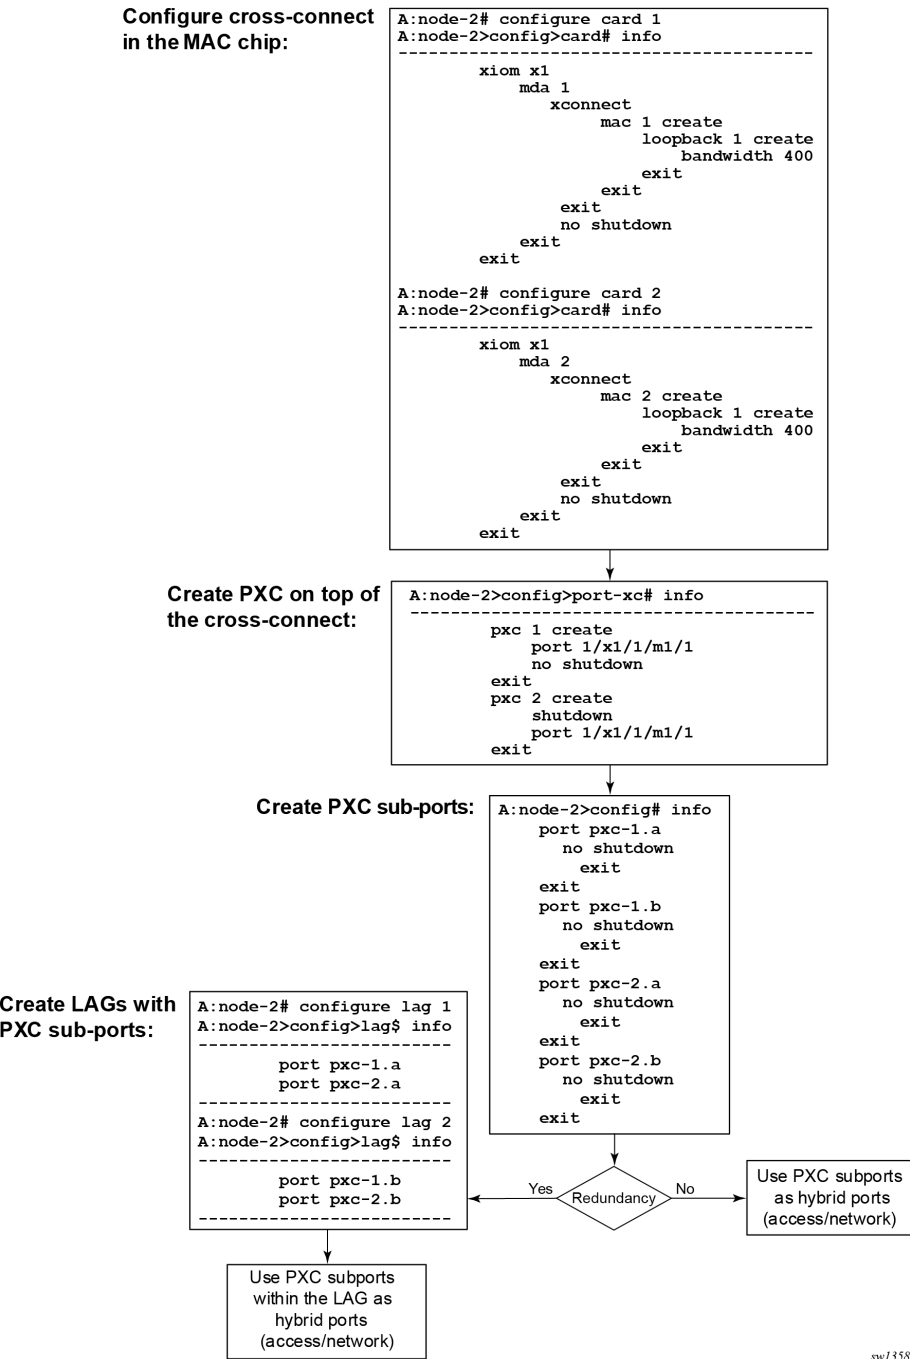 Configure cross-connect
in the MAC chip:
A:node-2# configure card 1
A:node-2>config>card# info
-----------------------------------------
xiom x1
mda 1
xconnect
mac 1 create
loopback 1 create
bandwidth 400
exit
exit
exit
no shutdown
exit
exit
A:node-2# configure card 2
A:node-2>config>card# info
-----------------------------------------
xiom x1
mda 2
xconnect
mac 2 create
loopback 1 create
bandwidth 400
exit
exit
exit
no shutdown
exit
exit
Create PXC on top of
the cross-connect:
A:node-2>config>port-xc# info
----------------------------------------
pxc 1 create
port 1/x1/1/m1/1
no shutdown
exit
pxc 2 create
shutdown
port 1/x1/1/m1/1
exit
Create PXC sub-ports:
A:node-2>config# info
port pxc-1.a
no shutdown
exit
exit
port pxc-1.b
no shutdown
exit
exit
port pxc-2.a
no shutdown
exit
exit
port pxc-2.b
no shutdown
exit
exit
Create LAGs with
PXC sub-ports:
A:node-2# configure lag 1
A:node-2>config>lag$ info
-------------------------
port pxc-1.a
port pxc-2.a
-------------------------
A:node-2# configure lag 2
A:node-2>config>lag$ info
-------------------------
port pxc-1.b
port pxc-2.b
-------------------------
Yes
Redundancy
No
Use PXC subports
as hybrid ports
(access/network)
Use PXC subports
within the LAG as
hybrid ports
(access/network)
sw1358